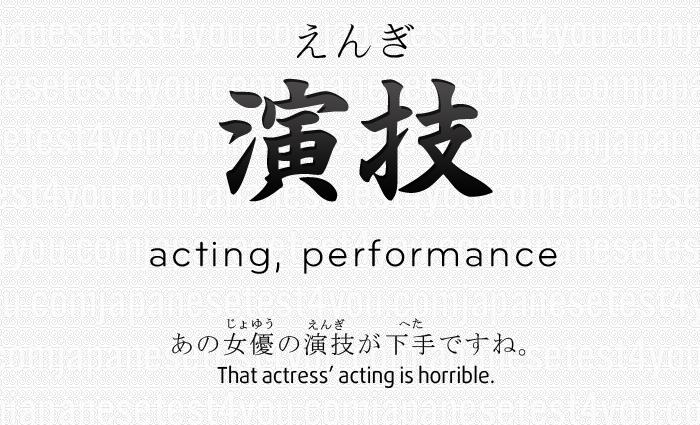 えんぎ
演技
acting, performance
じょゆう えんぎ へた
あの女優の演技が下手ですね。
That actress' acting is horrible.